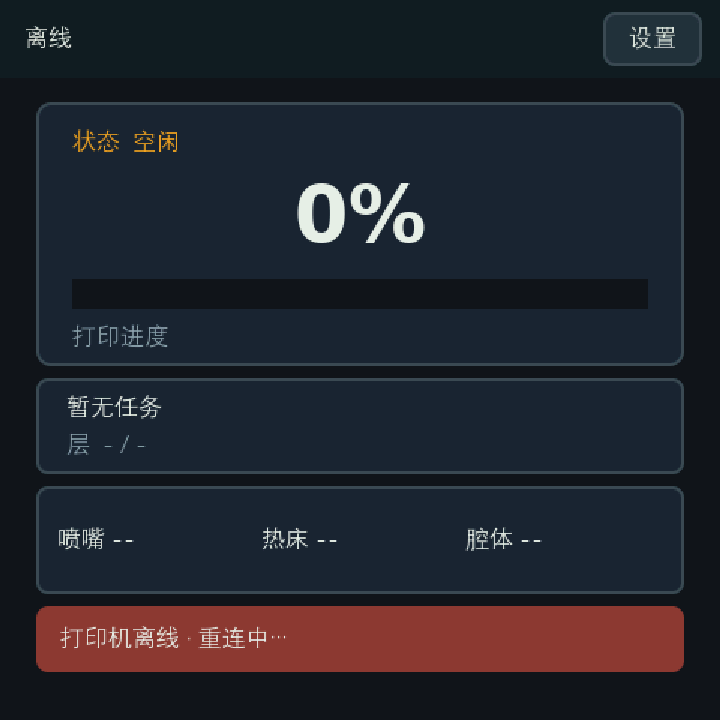 离线
设置
状态 空闲
0%
打印进度
暂无任务
层 - / -
喷嘴 -- 热床 -- 腔体 --
打印机离线 · 重连中…